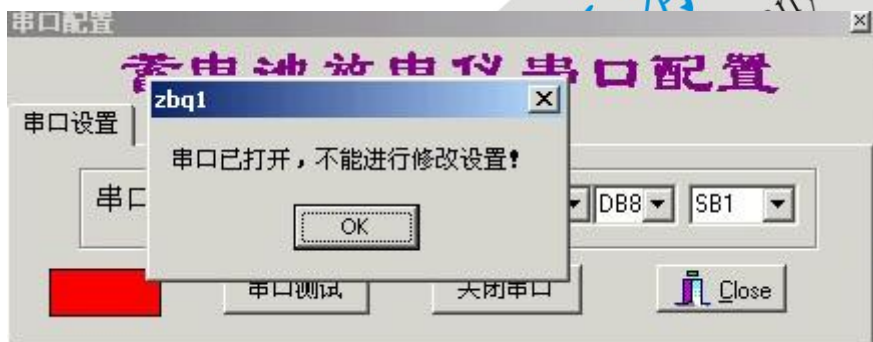 串口配置
蓄电池放电仪串口配置
串口设置
zbq1
串口已打开，不能进行修改设置！
OK
串口
DB8
SB1
串口测试
关闭串口
Close